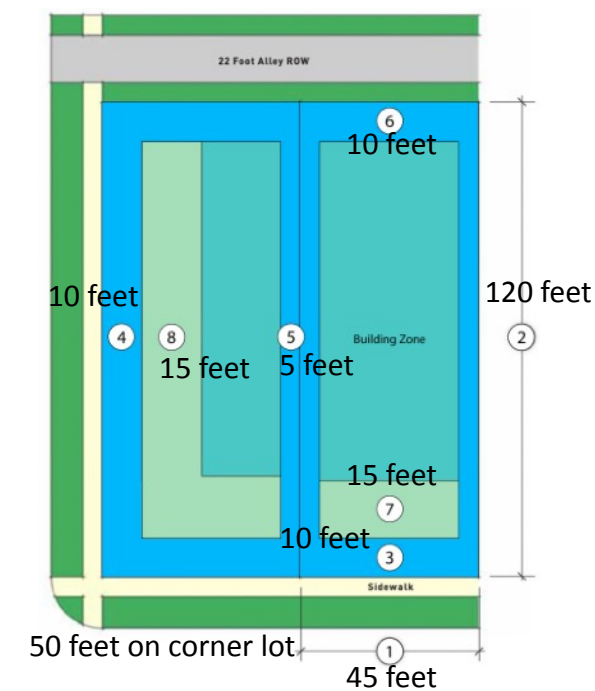 22 Foot Alley ROW
6
10 feet
10 feet
120 feet
4
8
5
Building Zone
2
15 feet
5 feet
15 feet
7
10 feet
3
Sidewalk
50 feet on corner lot
1
45 feet